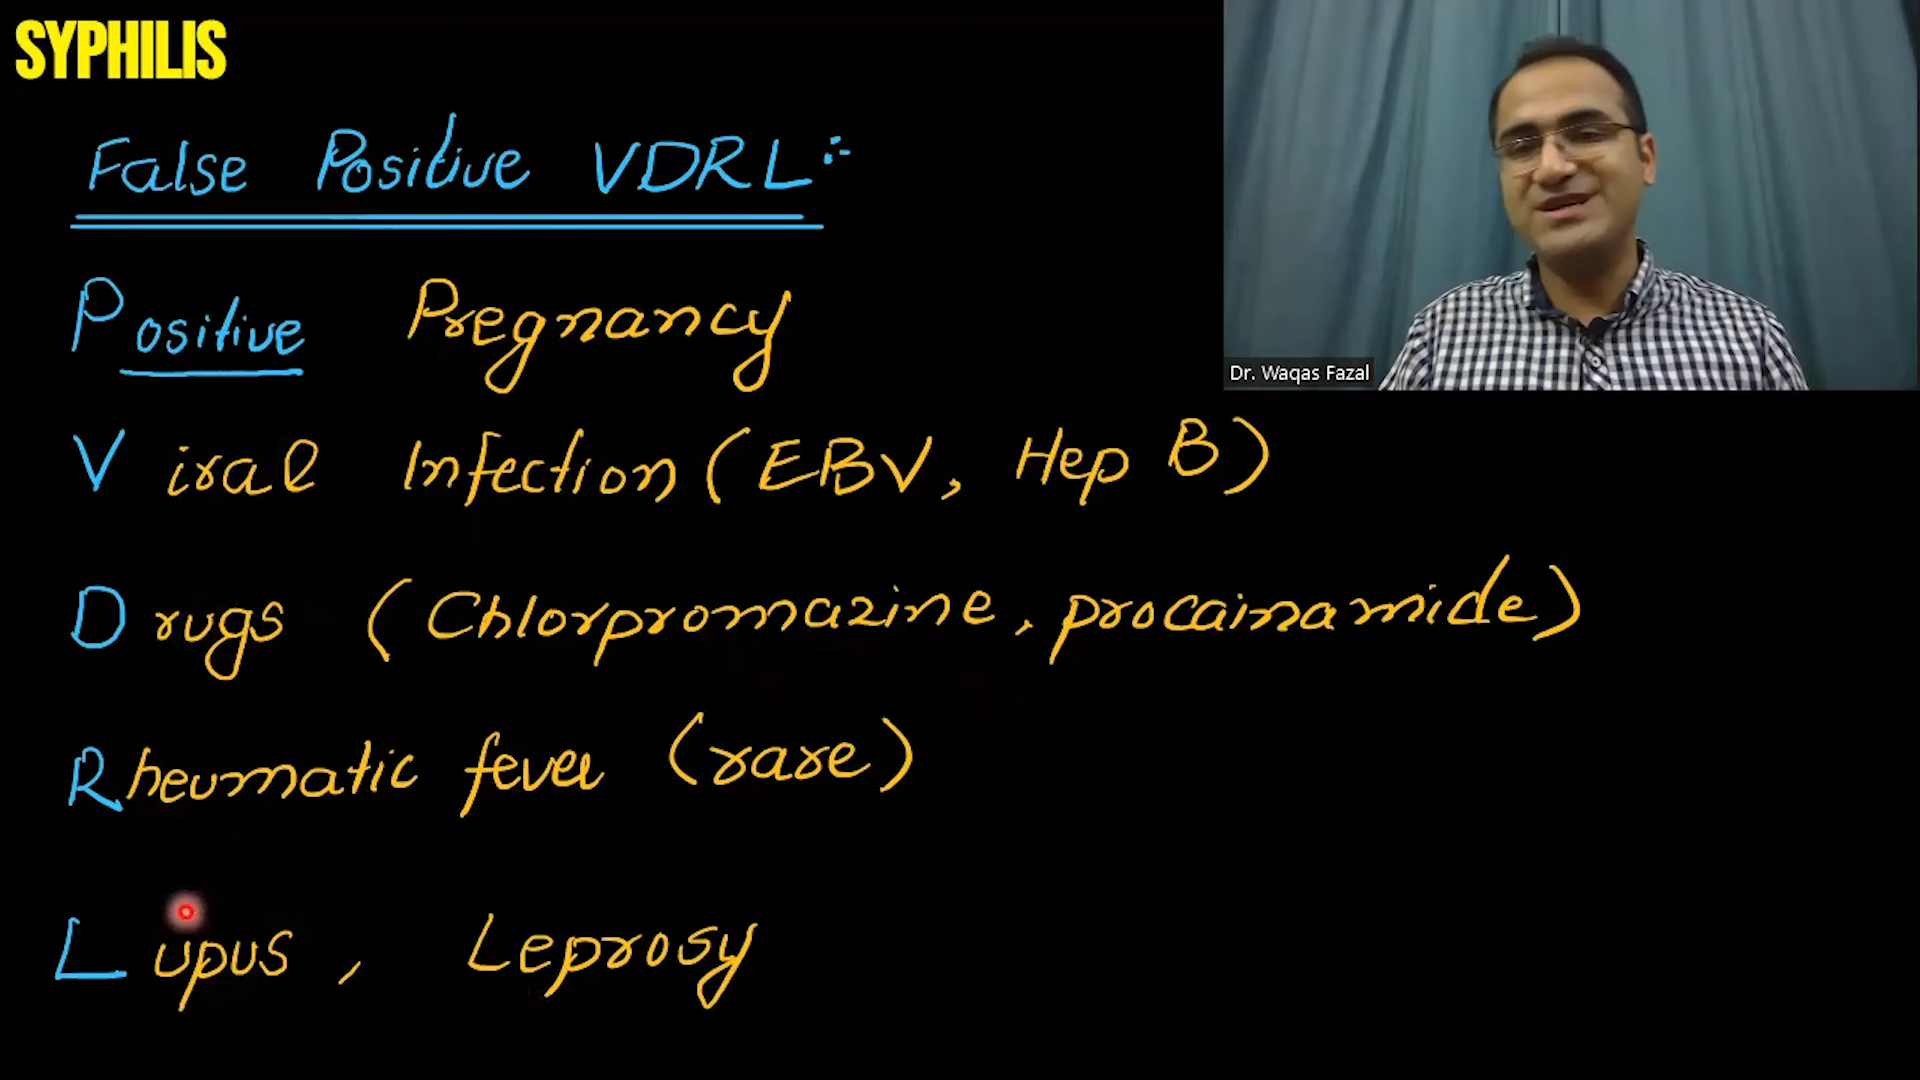 SYPHILIS
False Positive VDRL:-
Positive Pregnancy
Viral Infection (EBV, Hep B)
Drugs (Chlorpromazine, procainamide)
Rheumatic fever (rare)
Lupus, Leprosy
Dr. Waqas Fazal